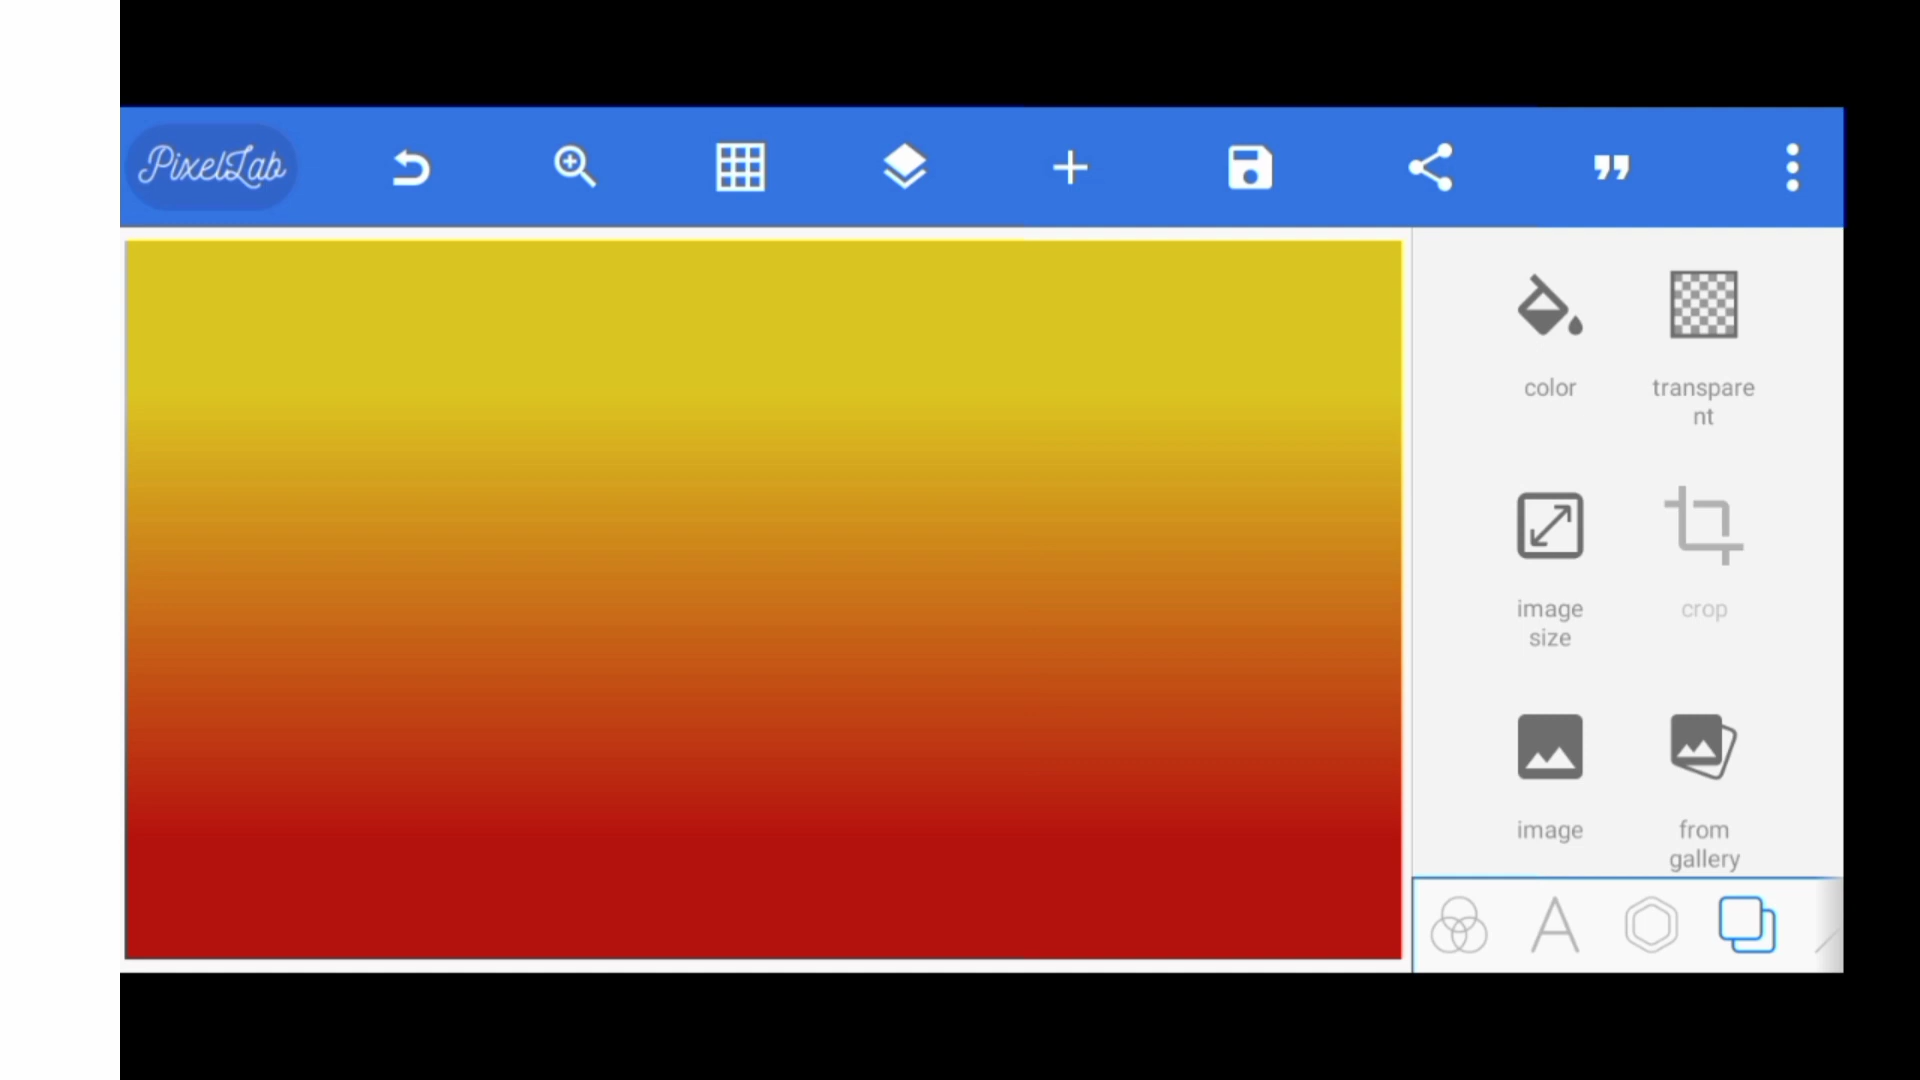 PixelLab
color
transpare
nt
image
size
crop
image
from
gallery